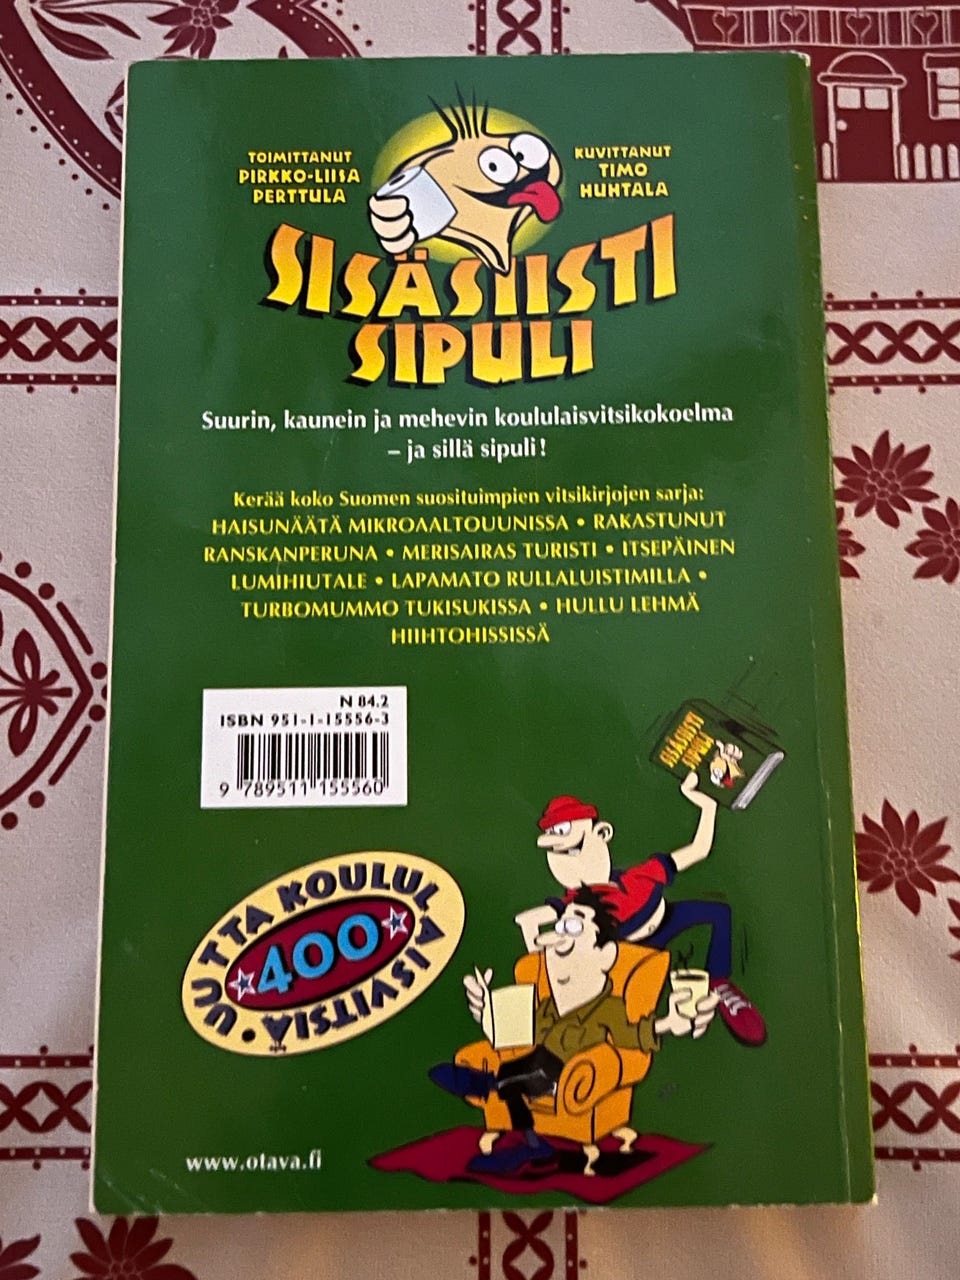 TOIMITTANUT
PIRKKO-LIISA
PERTTULA
KUVITTANUT
TIMO
HUHTALA
SISÄSIISTI
SIPULI
Suurin, kaunein ja mehevin koululaisvitsikokoelma
– ja sillä sipuli!
Kerää koko Suomen suosituimpien vitsikirjojen sarja:
HAISUNÄÄTÄ MIKROAALTOUUNISSA • RAKASTUNUT
RANSKANPERUNA • MERISAIRAS TURISTI • ITSEPÄINEN
LUMIHIUTALE • LAPAMATO RULLALUISTIMILLA •
TURBOMUMMO TUKISUKISSA • HULLU LEHMÄ
HIIHTOHISSISSÄ
N 84.2
ISBN 951-1-15556-3
9 789511 155560
SISÄSIISTI
SIPULI
400
UUTTA KOULULAISVITSIÄ •
www.otava.fi